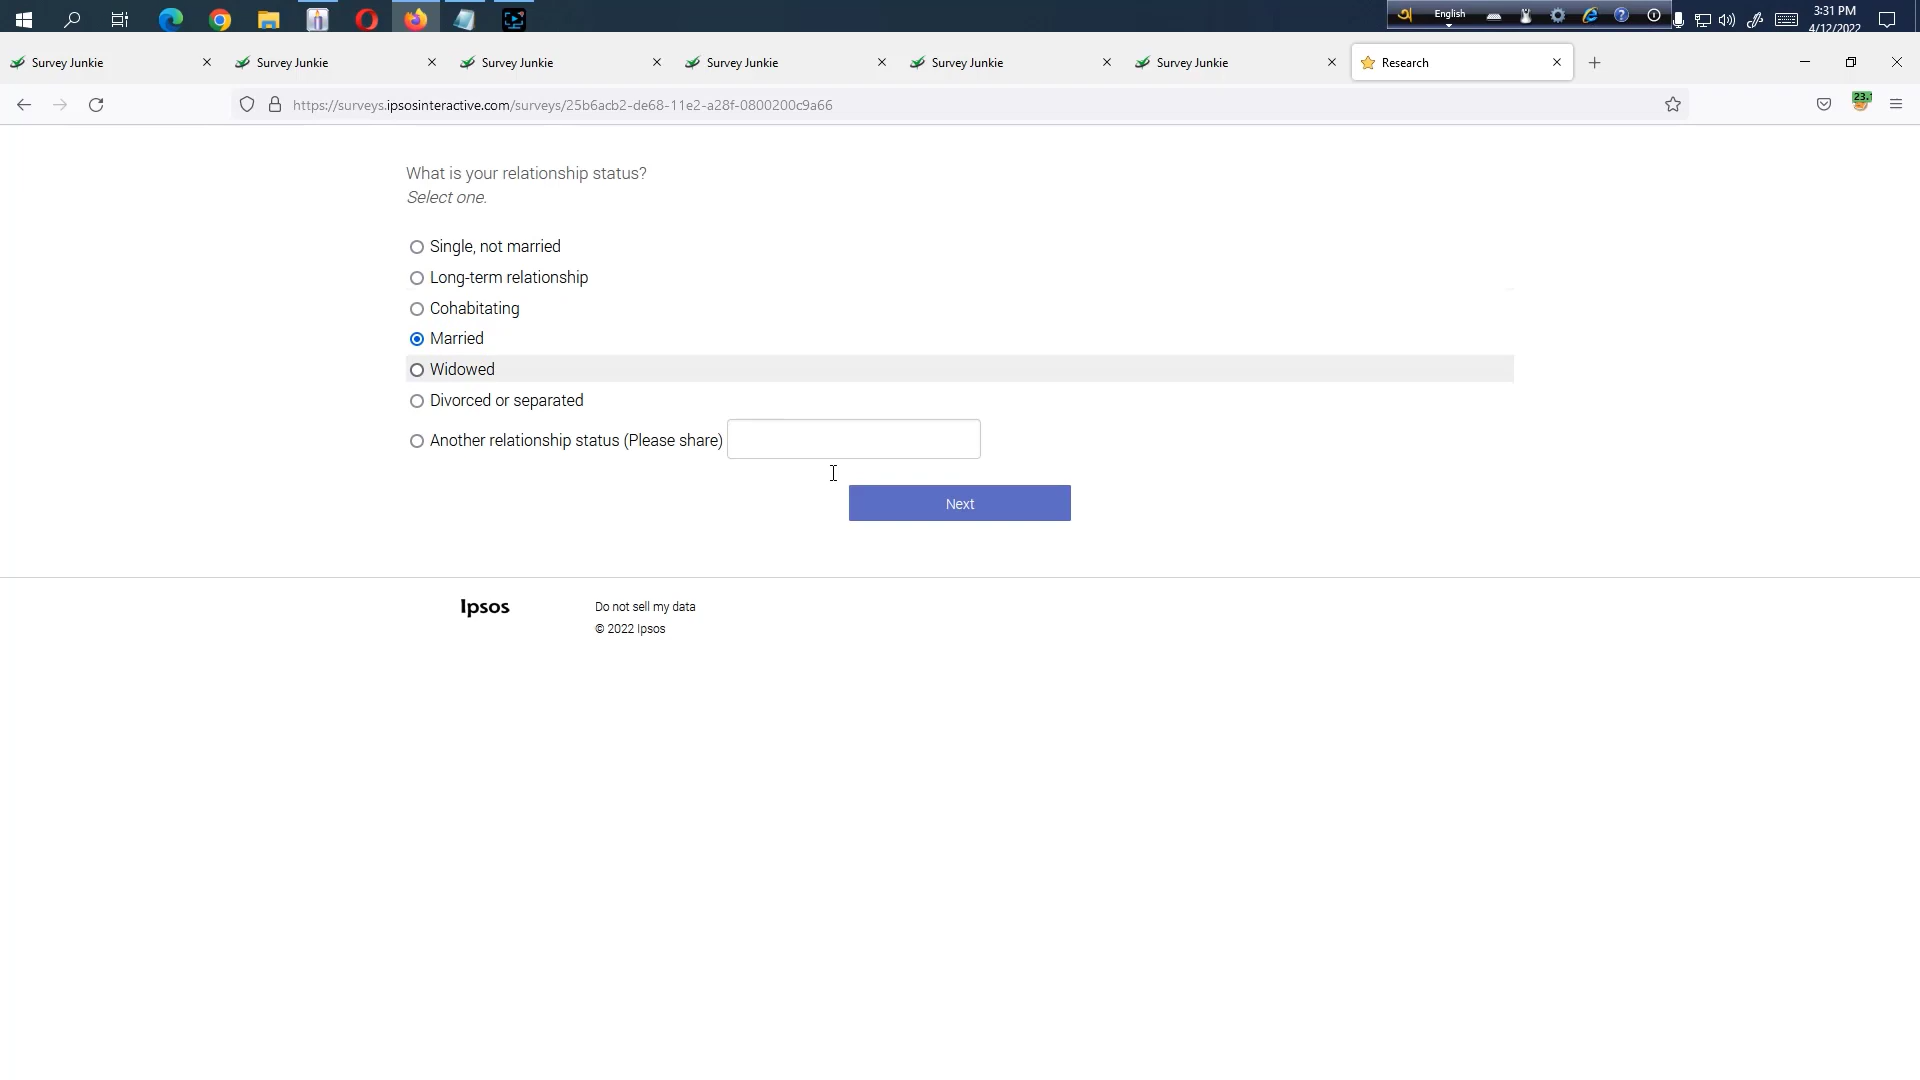 English
3:31 PM
4/12/2022
Survey Junkie
Survey Junkie
Survey Junkie
Survey Junkie
Survey Junkie
Survey Junkie
Research
https://surveys.ipsosinteractive.com/surveys/25b6acb2-de68-11e2-a28f-0800200c9a66
What is your relationship status?
Select one.
Single, not married
Long-term relationship
Cohabitating
Married
Widowed
Divorced or separated
Another relationship status (Please share)
Next
Ipsos
Do not sell my data
© 2022 Ipsos